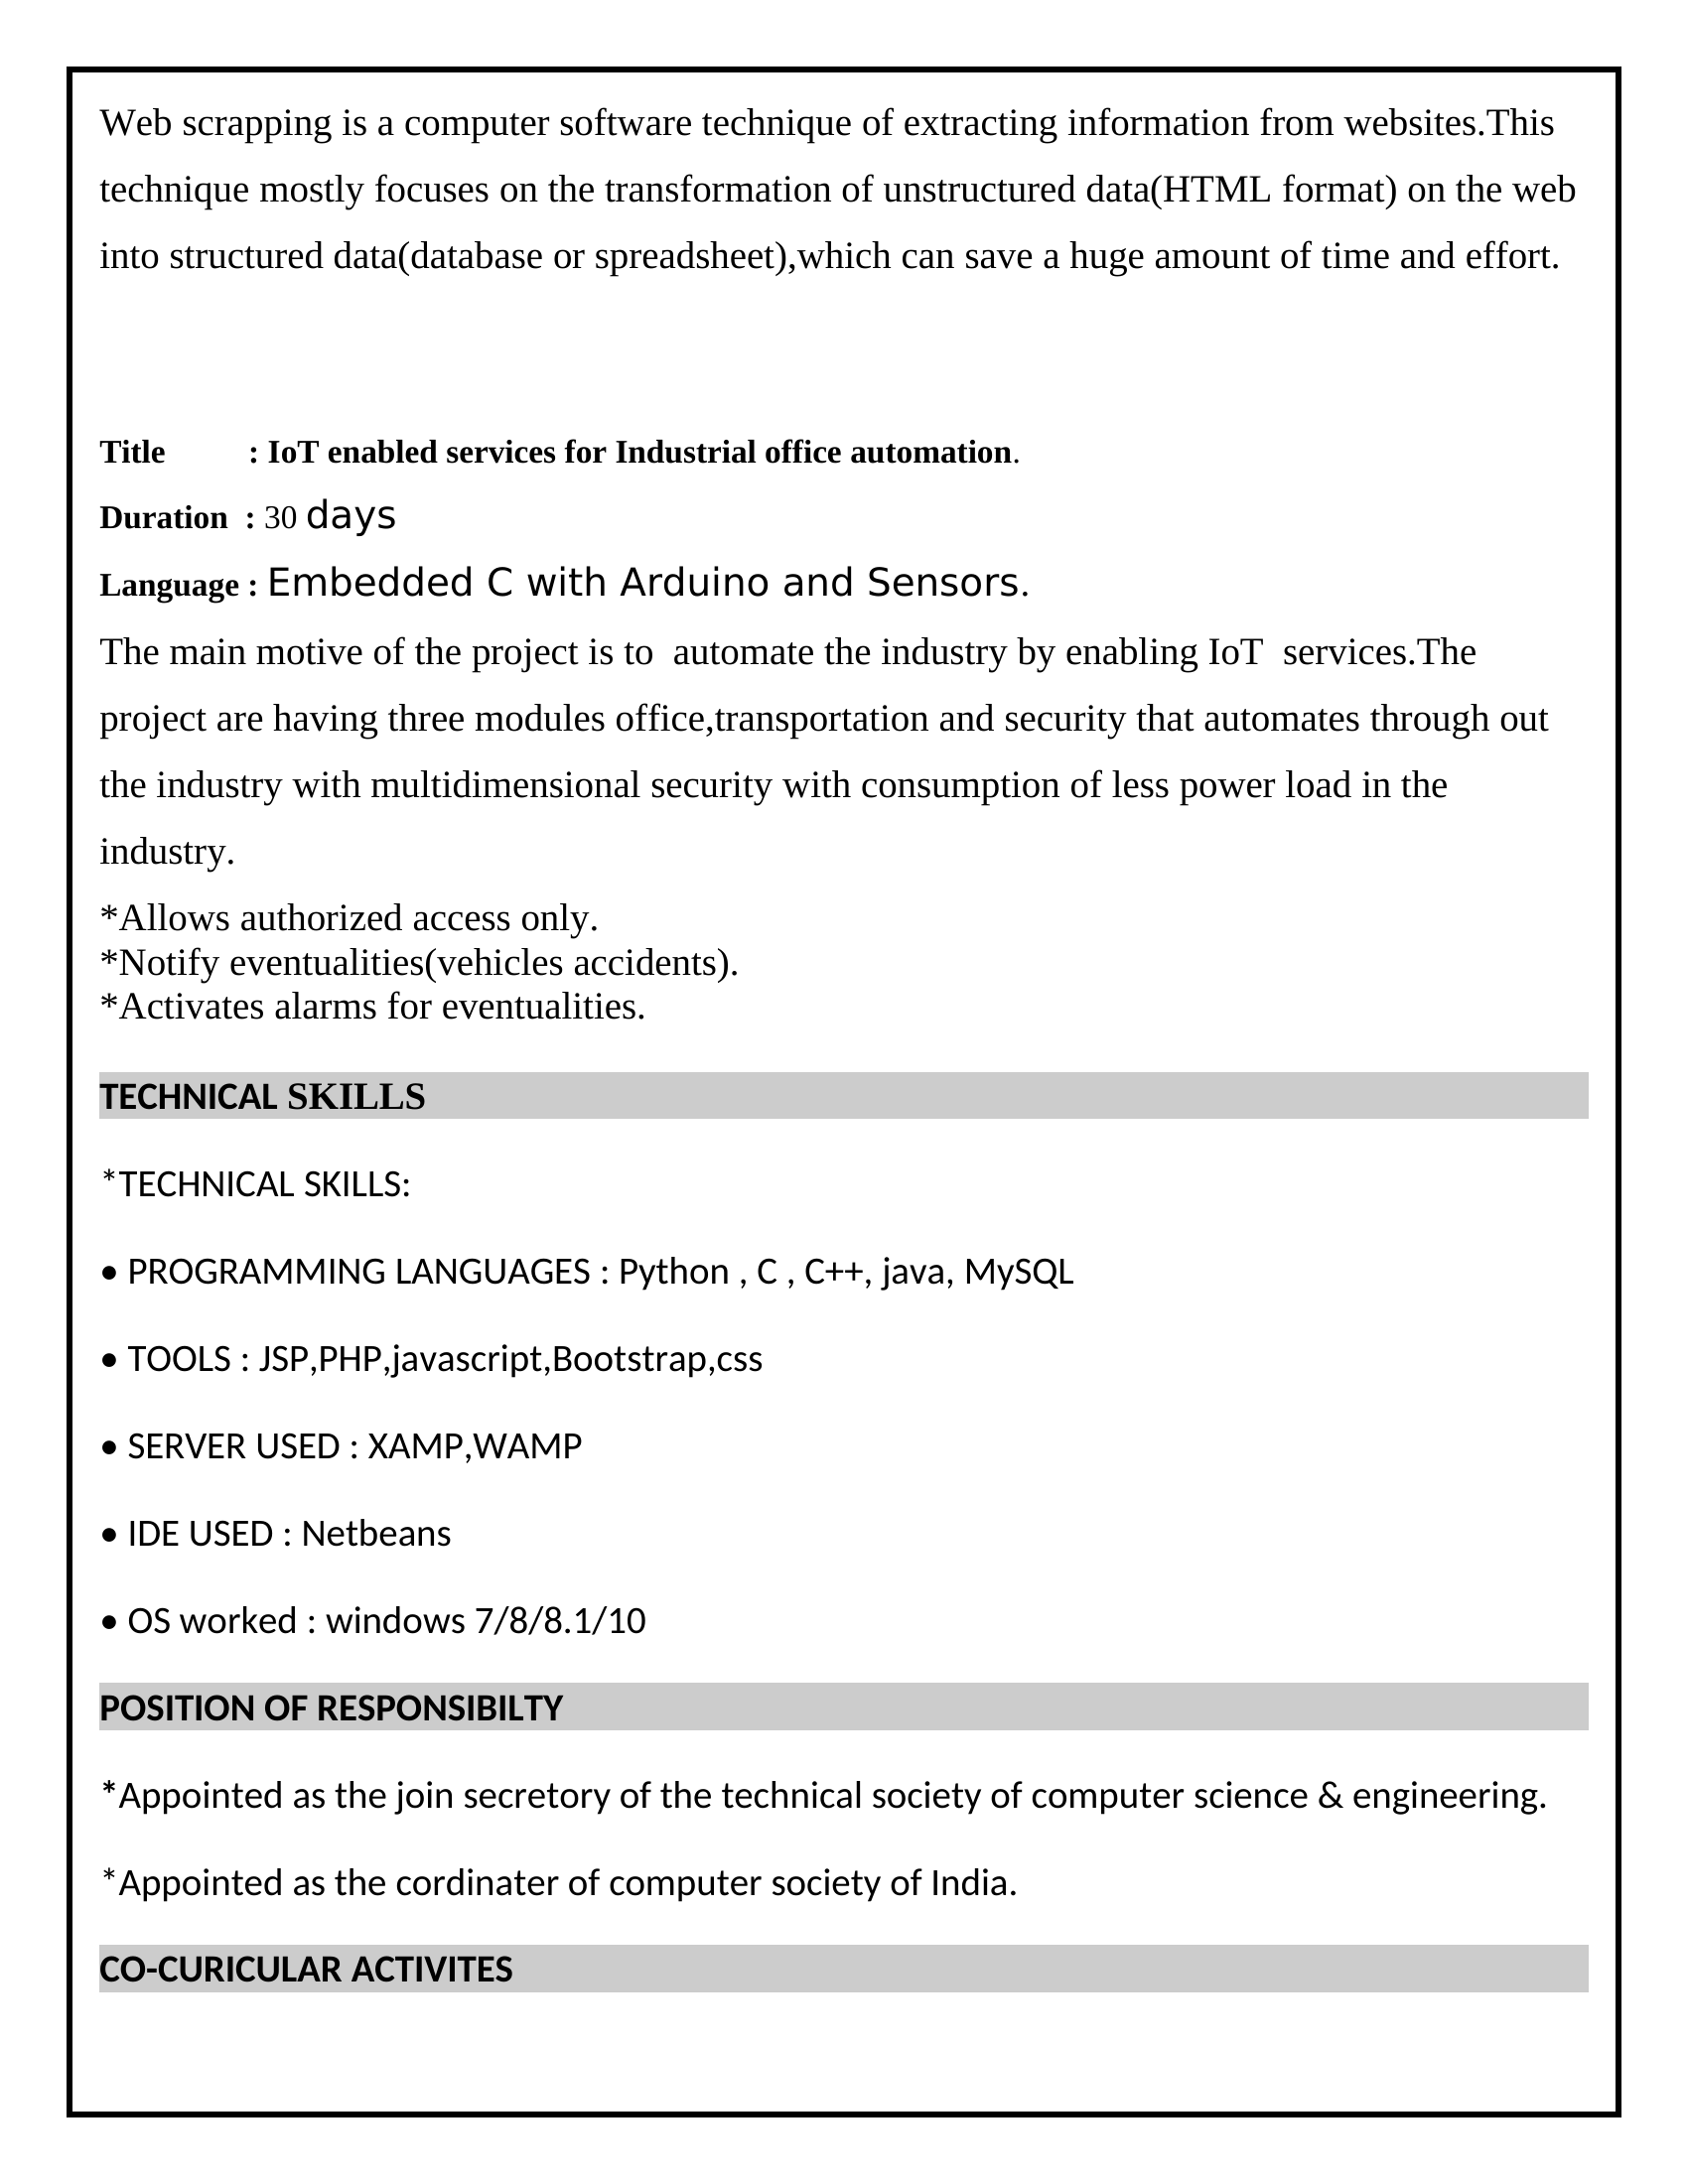 Web scrapping is a computer software technique of extracting information from websites.This
technique mostly focuses on the transformation of unstructured data(HTML format) on the web
into structured data(database or spreadsheet),which can save a huge amount of time and effort.
Title : IoT enabled services for Industrial office automation.
Duration : 30 days
Language : Embedded C with Arduino and Sensors.
The main motive of the project is to automate the industry by enabling IoT services.The
project are having three modules office,transportation and security that automates through out
the industry with multidimensional security with consumption of less power load in the
industry.
*Allows authorized access only.
*Notify eventualities(vehicles accidents).
*Activates alarms for eventualities.
TECHNICAL SKILLS
*TECHNICAL SKILLS:
• PROGRAMMING LANGUAGES : Python , C , C++, java, MySQL
• TOOLS : JSP,PHP,javascript,Bootstrap,css
• SERVER USED : XAMP,WAMP
• IDE USED : Netbeans
• OS worked : windows 7/8/8.1/10
POSITION OF RESPONSIBILTY
*Appointed as the join secretory of the technical society of computer science & engineering.
*Appointed as the cordinater of computer society of India.
CO-CURICULAR ACTIVITES